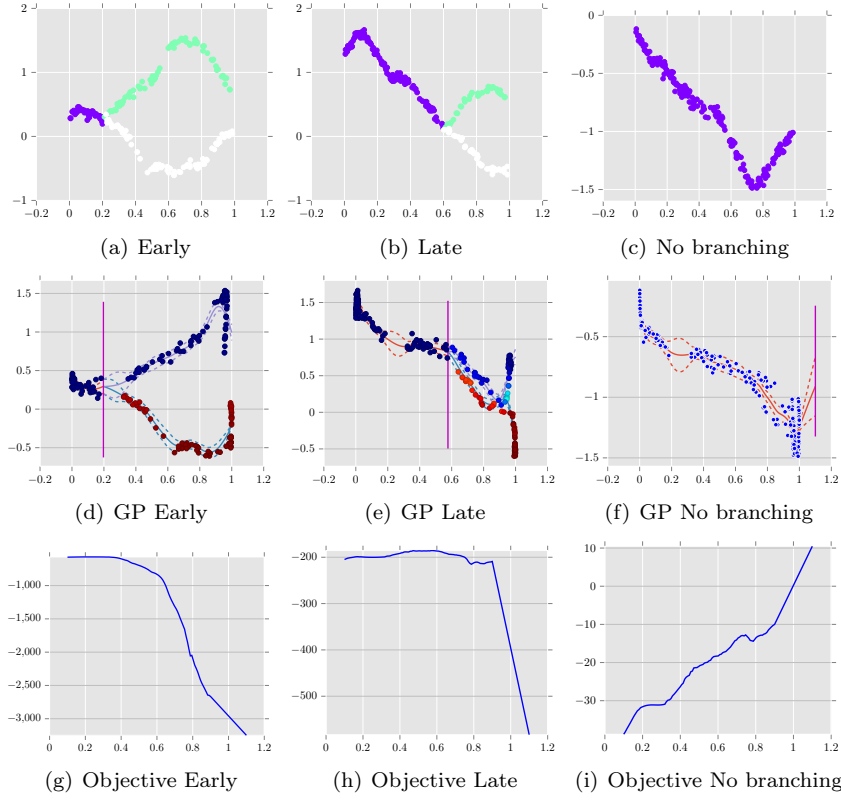 2
1
0
−1
−0.2 0 0.2 0.4 0.6 0.8 1 1.2
(a) Early
2
1
0
−1
−0.2 0 0.2 0.4 0.6 0.8 1 1.2
(b) Late
0
−0.5
−1
−1.5
−0.2 0 0.2 0.4 0.6 0.8 1 1.2
(c) No branching
1.5
1
0.5
0
−0.5
−0.2 0 0.2 0.4 0.6 0.8 1 1.2
(d) GP Early
1.5
1
0.5
0
−0.5
−0.2 0 0.2 0.4 0.6 0.8 1 1.2
(e) GP Late
−0.5
−1
−1.5
−0.2 0 0.2 0.4 0.6 0.8 1 1.2
(f) GP No branching
−1,000
−1,500
−2,000
−2,500
−3,000
0 0.2 0.4 0.6 0.8 1 1.2
(g) Objective Early
−200
−300
−400
−500
0 0.2 0.4 0.6 0.8 1 1.2
(h) Objective Late
10
0
−10
−20
−30
0.2 0.4 0.6 0.8 1 1.2
(i) Objective No branching